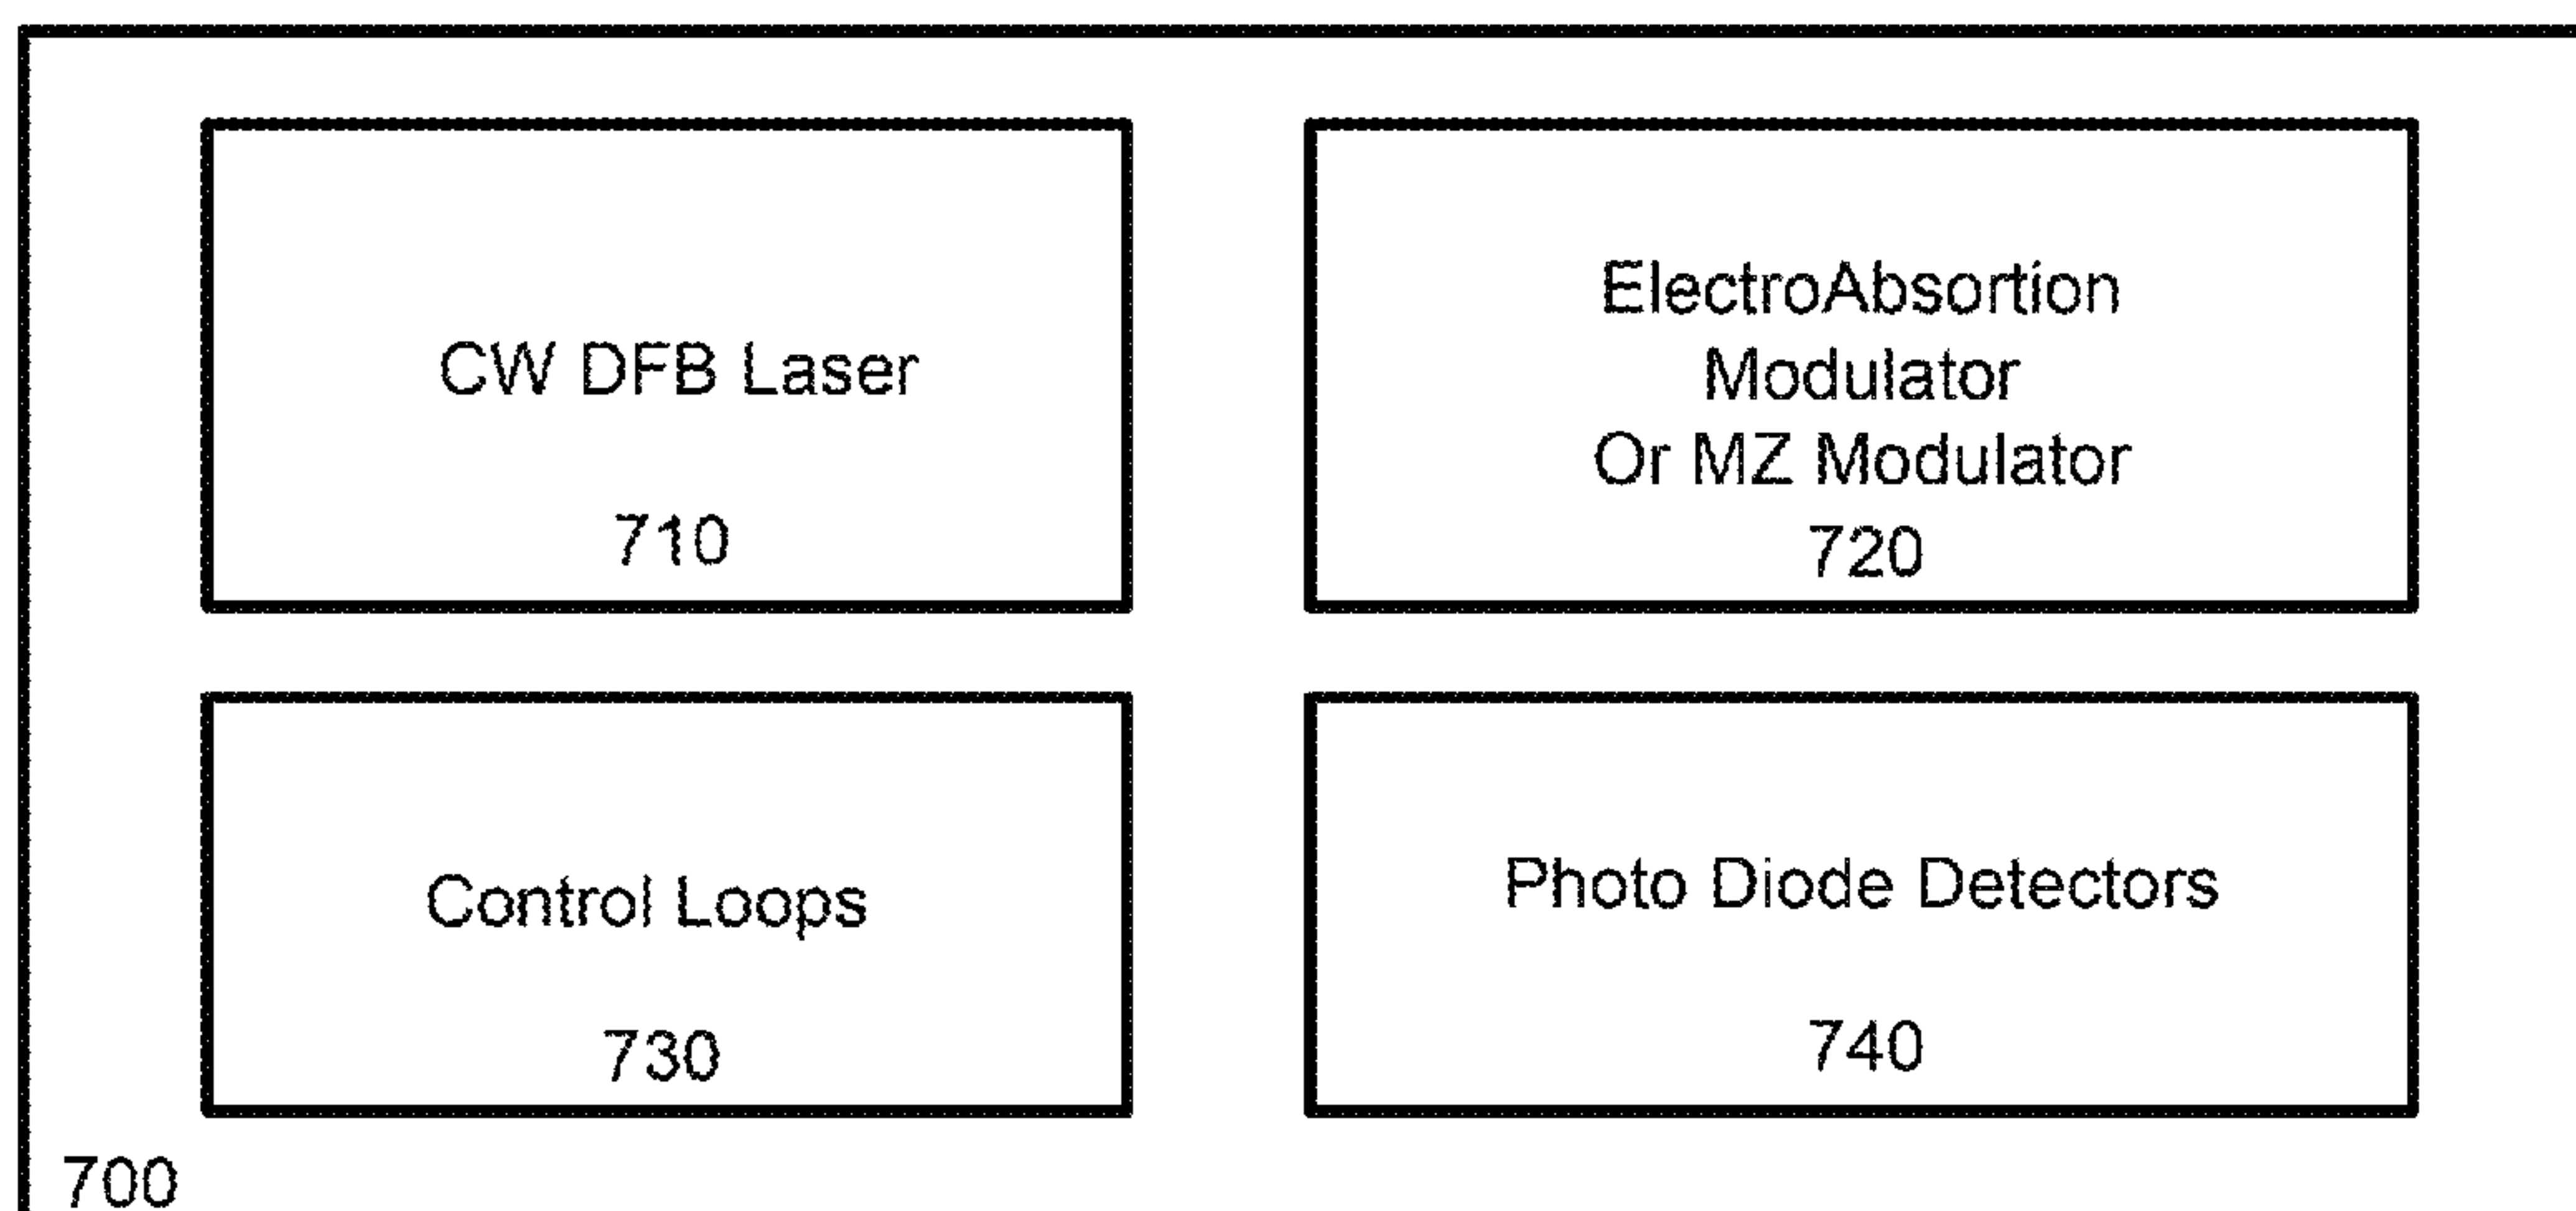 CW DFB Laser
710
ElectroAbsortion
Modulator
Or MZ Modulator
720
Control Loops
730
Photo Diode Detectors
740
700